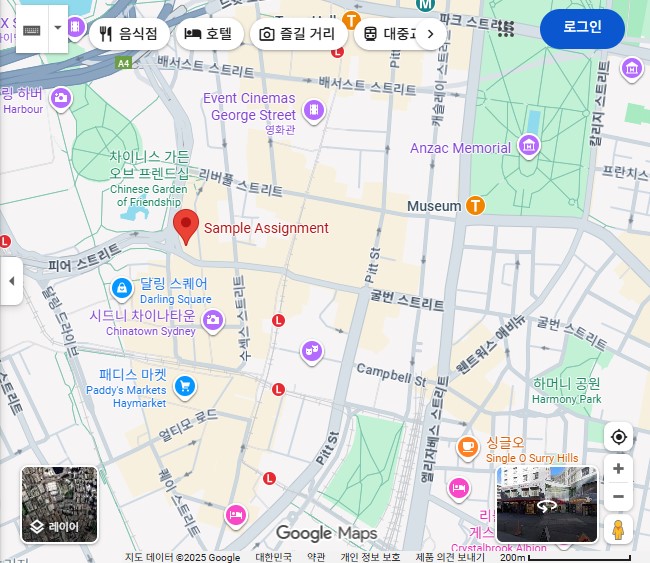 음식점
호텔
즐길 거리
대중교
로그인
파크 스트리트
A4
배서스트 스트리트
배서스트 스트리트
링 하버
Harbour
Event Cinemas
George Street
영화관
캐슬레이 스트리트
Pitt St
칼리지 스트리트
Anzac Memorial
차이니스 가든
오브 프렌드십
Chinese Garden
of Friendship
리버풀 스트리트
프란치스
Museum
Sample Assignment
피어 스트리트
Pitt St
달링 스퀘어
Darling Square
굴번 스트리트
굴번 스트리트
달링 드라이브
시드니 차이나타운
Chinatown Sydney
수섹스 스트리트
웬트워스 애비뉴
Campbell St
패디스 마켓
Paddy's Markets
Haymarket
하머니 공원
Harmony Park
얼티모 로드
엘리자베스 스트리트
Pitt St
싱글오
Single O Surry Hills
퀘이 스트리트
레이어
게스
Crystalbrook Albion
Google Maps
지도 데이터 ©2025 Google
대한민국
약관
개인 정보 보호
제품 의견 보내기
200m